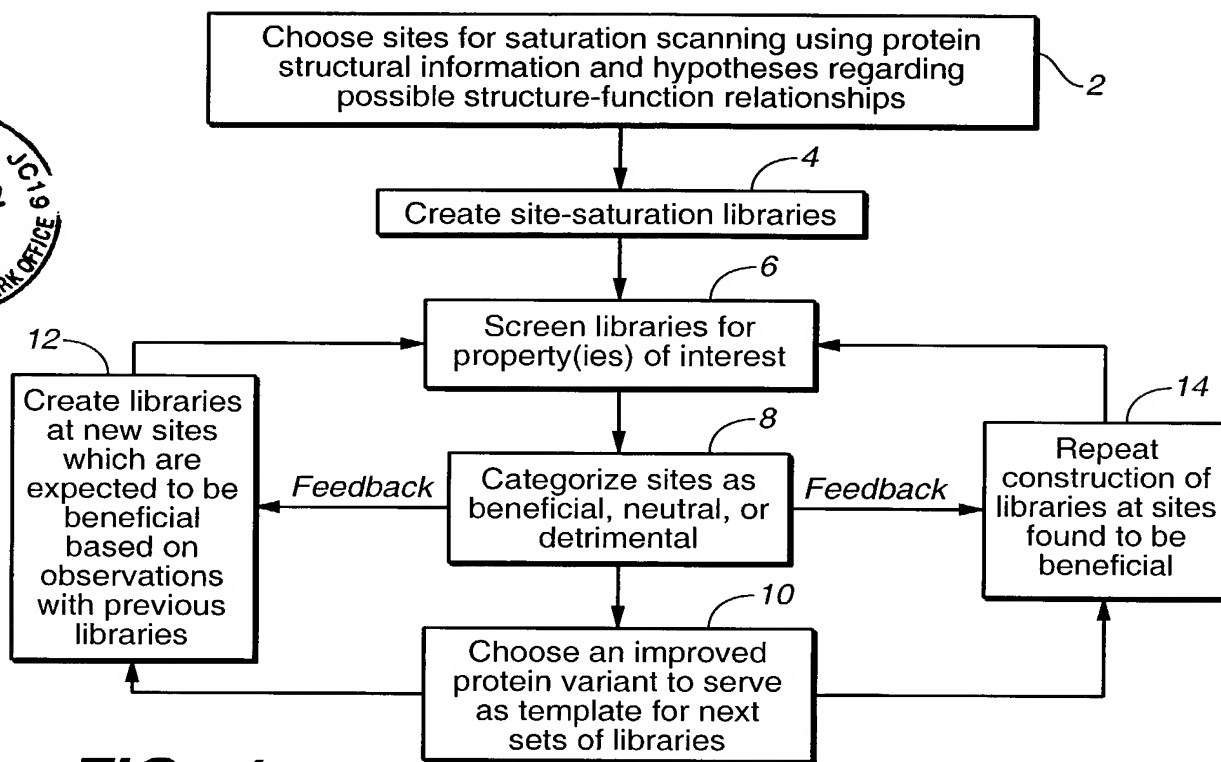 Choose sites for saturation scanning using protein
structural information and hypotheses regarding
possible structure-function relationships
2
JC19
RK OFFICE
4
Create site-saturation libraries
6
Screen libraries for
property(ies) of interest
12
Create libraries
at new sites
which are
expected to be
beneficial
based on
observations
with previous
libraries
Feedback
8
Categorize sites as
beneficial, neutral, or
detrimental
Feedback
14
Repeat
construction of
libraries at sites
found to be
beneficial
10
Choose an improved
protein variant to serve
as template for next
sets of libraries